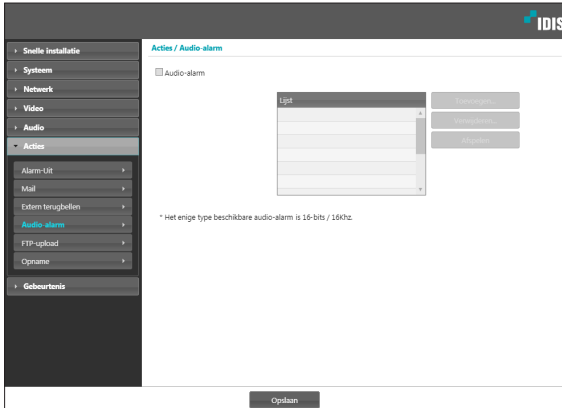 IDIS
Snelle installatie
Systeem
Netwerk
Video
Audio
Acties
Alarm-Uit
Mail
Extern terugbellen
Audio-alarm
FTP-upload
Opname
Gebeurtenis
Acties / Audio-alarm
Audio-alarm
Lijst
Toevoegen...
Verwijderen...
Afspelen
* Het enige type beschikbare audio-alarm is 16-bits / 16Khz.
Opslaan